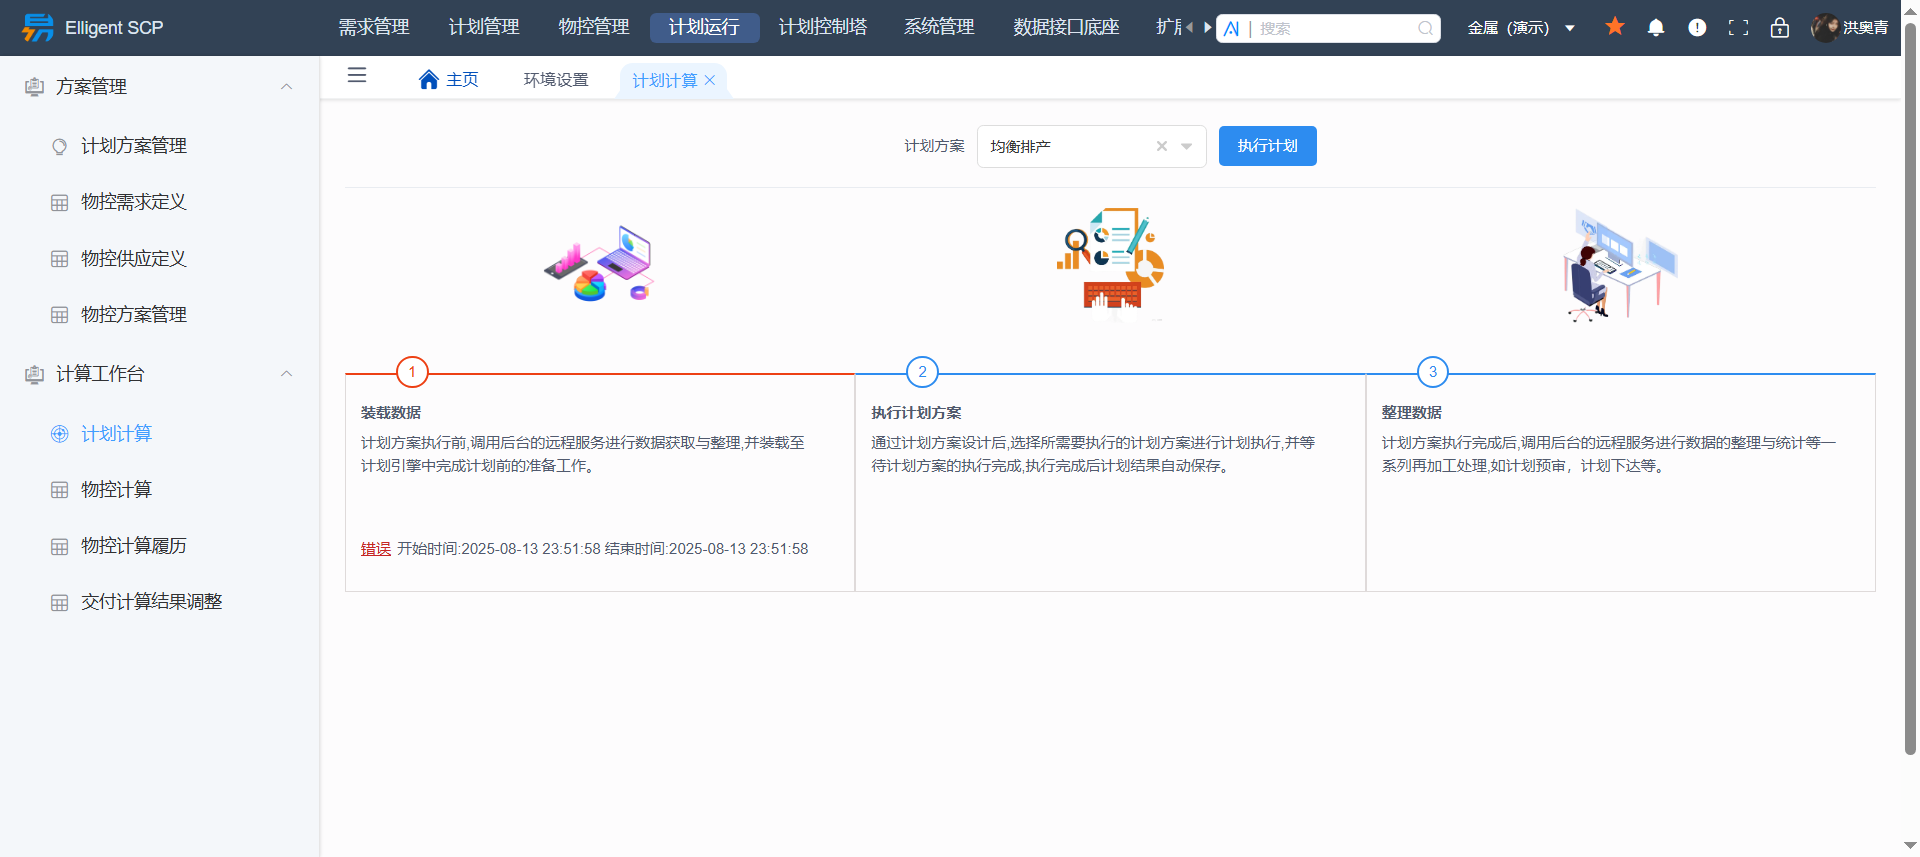 Elligent SCP
需求管理
计划管理
物控管理
计划运行
计划控制塔
系统管理
数据接口底座
搜索
金属（演示）
洪奥青
方案管理
计划方案管理
物控需求定义
物控供应定义
物控方案管理
计算工作台
计划计算
物控计算
物控计算履历
交付计算结果调整
主页
环境设置
计划计算
计划方案
均衡排产
执行计划
1
装载数据
计划方案执行前,调用后台的远程服务进行数据获取与整理,并装载至
计划引擎中完成计划前的准备工作。
错误 开始时间:2025-08-13 23:51:58 结束时间:2025-08-13 23:51:58
2
执行计划方案
通过计划方案设计后,选择所需要执行的计划方案进行计划执行,并等
待计划方案的执行完成,执行完成后计划结果自动保存。
3
整理数据
计划方案执行完成后,调用后台的远程服务进行数据的整理与统计等一
系列再加工处理,如计划预审，计划下达等。